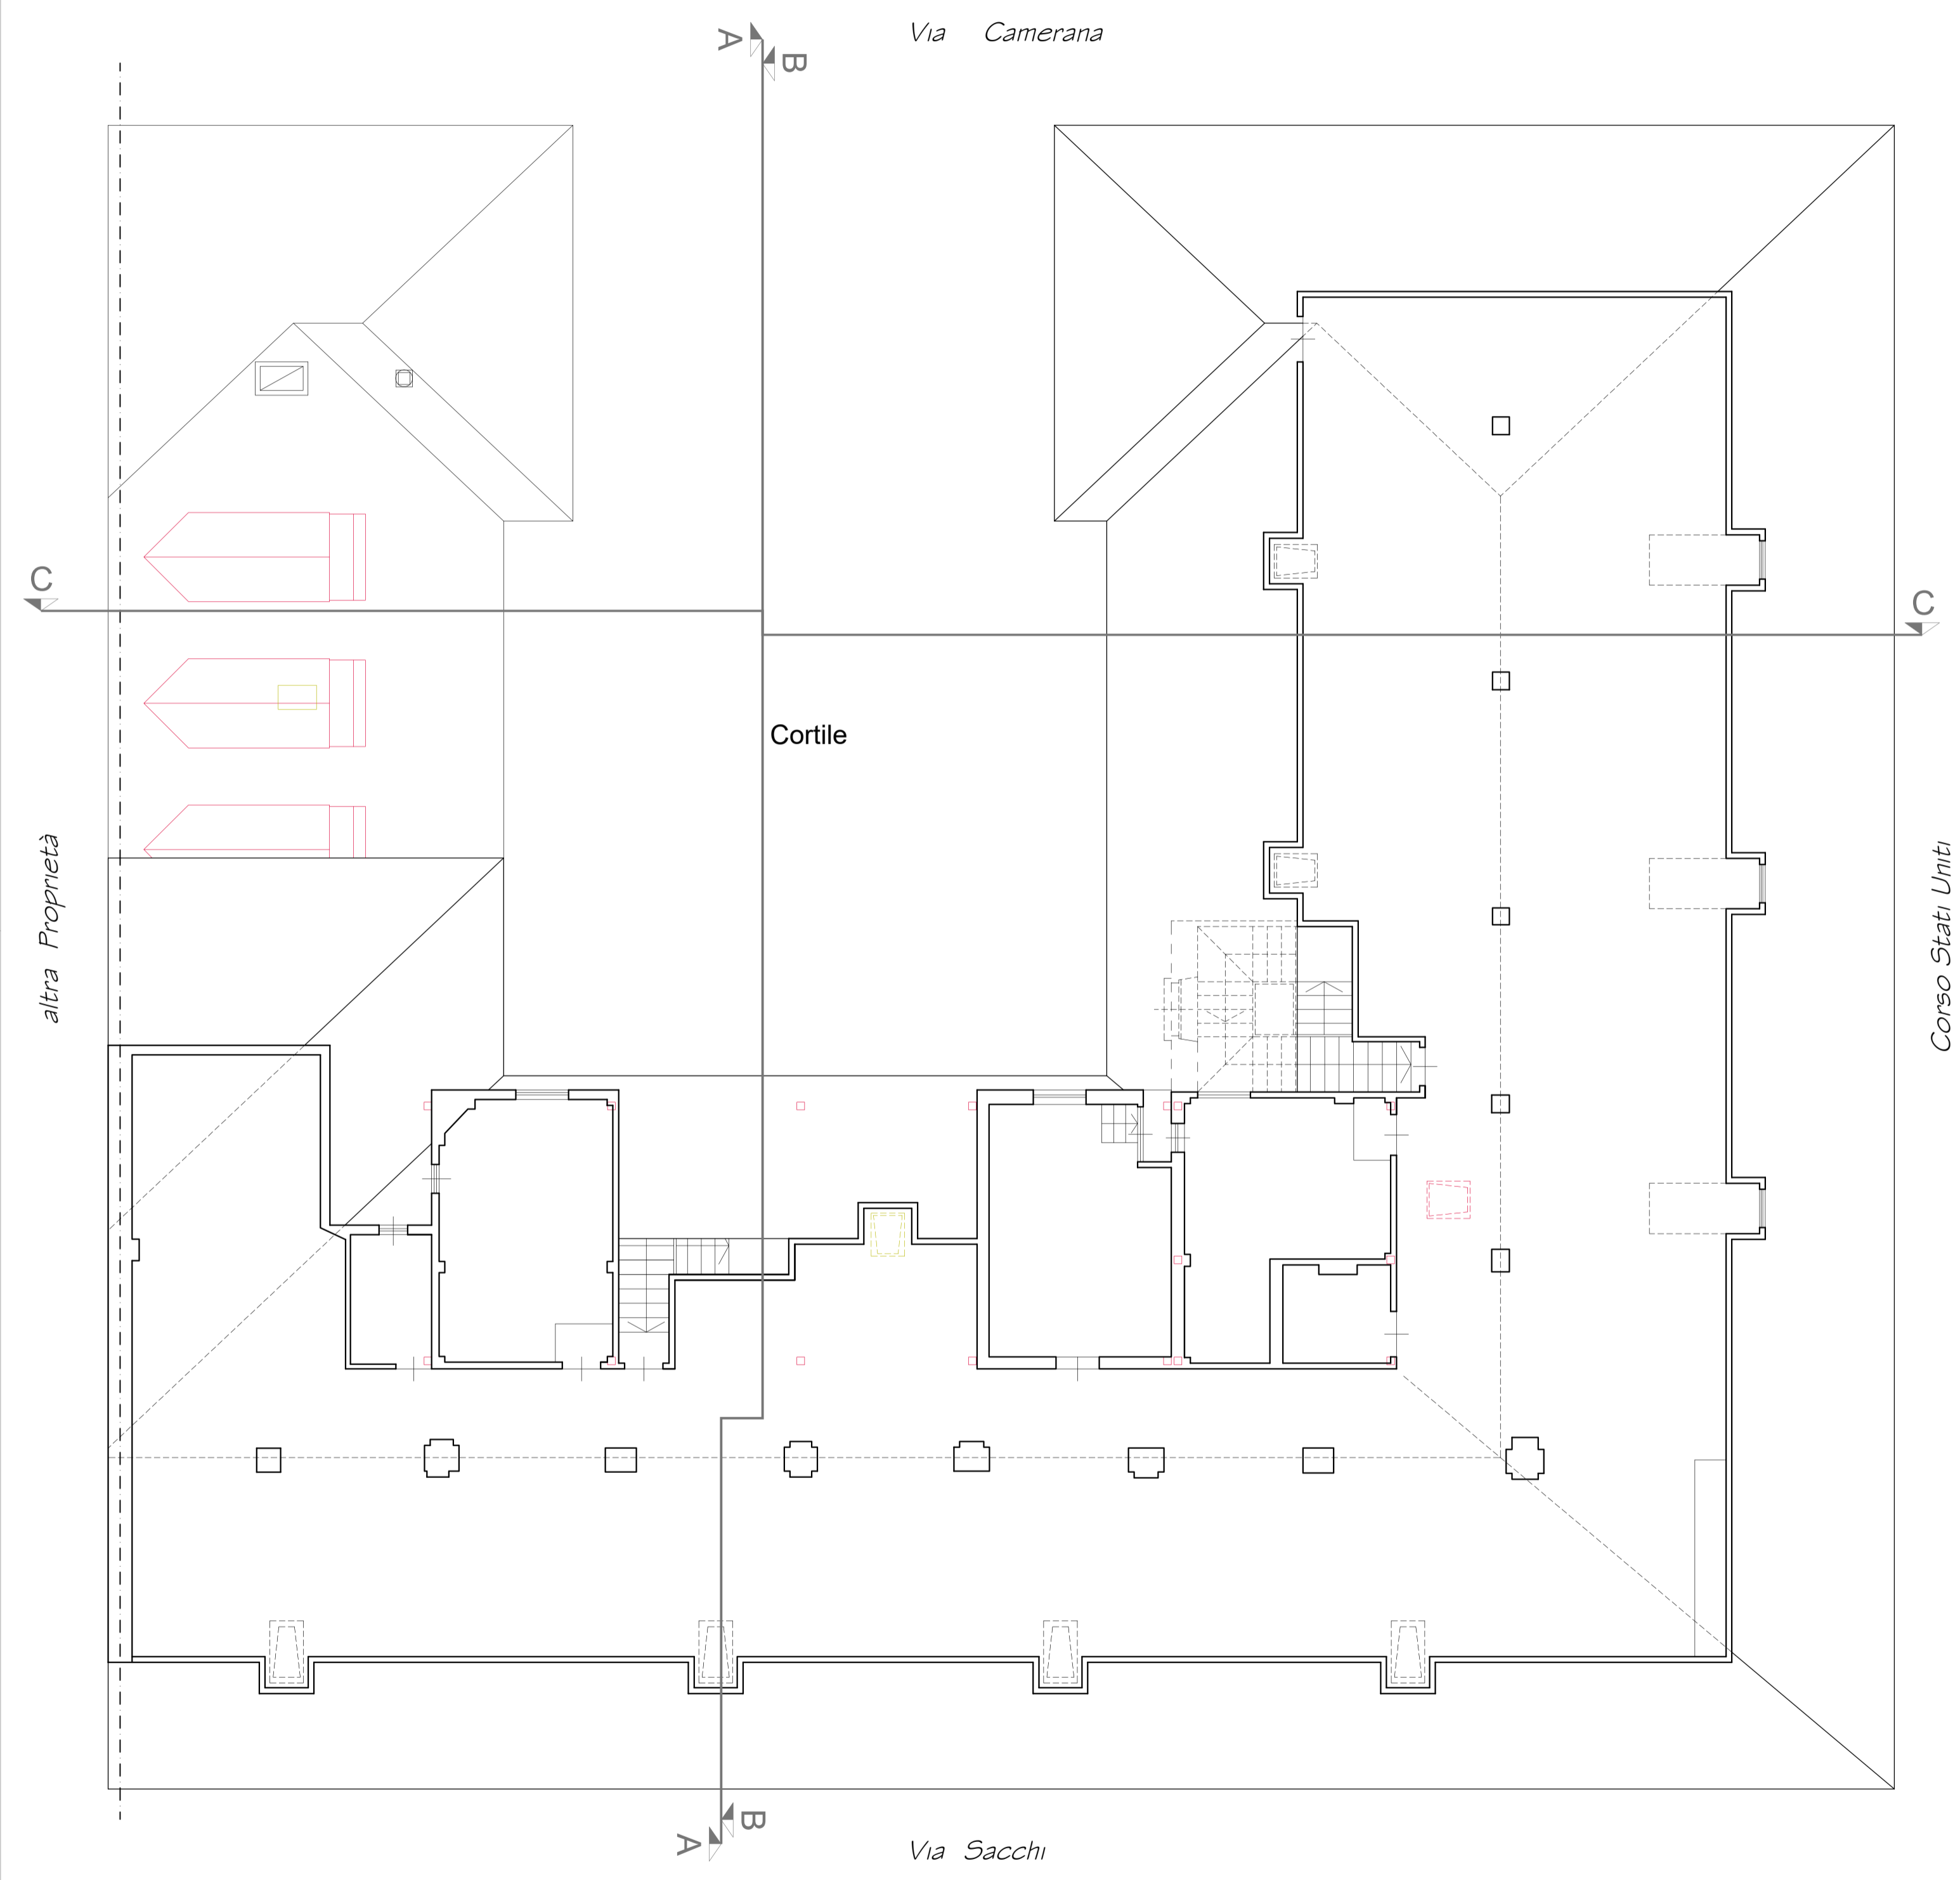 Via Camerana
A
B
C
C
Cortile
altra Proprietà
Corso Stati Uniti
B
A
Via Sacchi